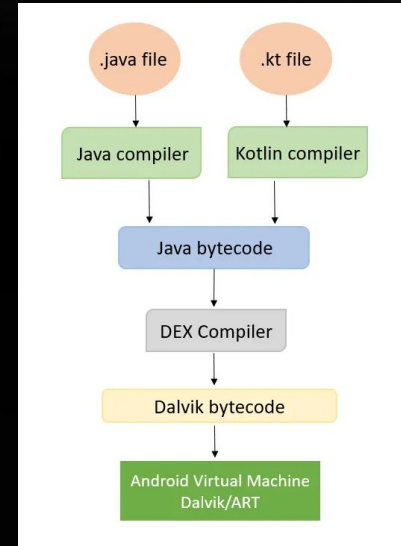 .java file
.kt file
Java compiler
Kotlin compiler
Java bytecode
DEX Compiler
Dalvik bytecode
Android Virtual Machine
Dalvik/ART